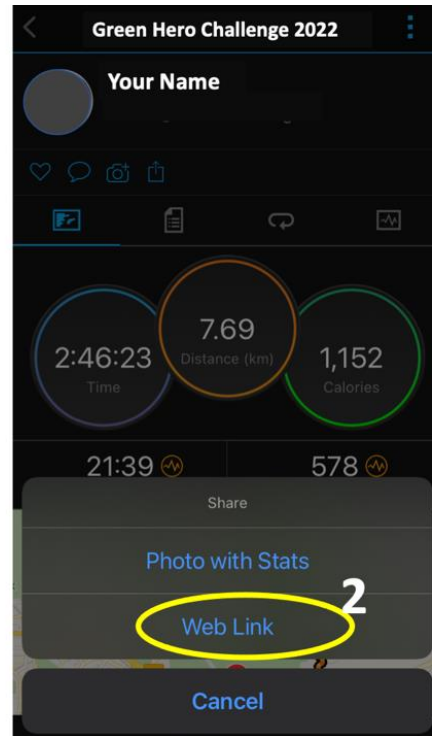 Green Hero Challenge 2022
Your Name
2:46:23
Time
7.69
Distance (km)
1,152
Calories
21:39
578
Share
Photo with Stats
2
Web Link
Cancel